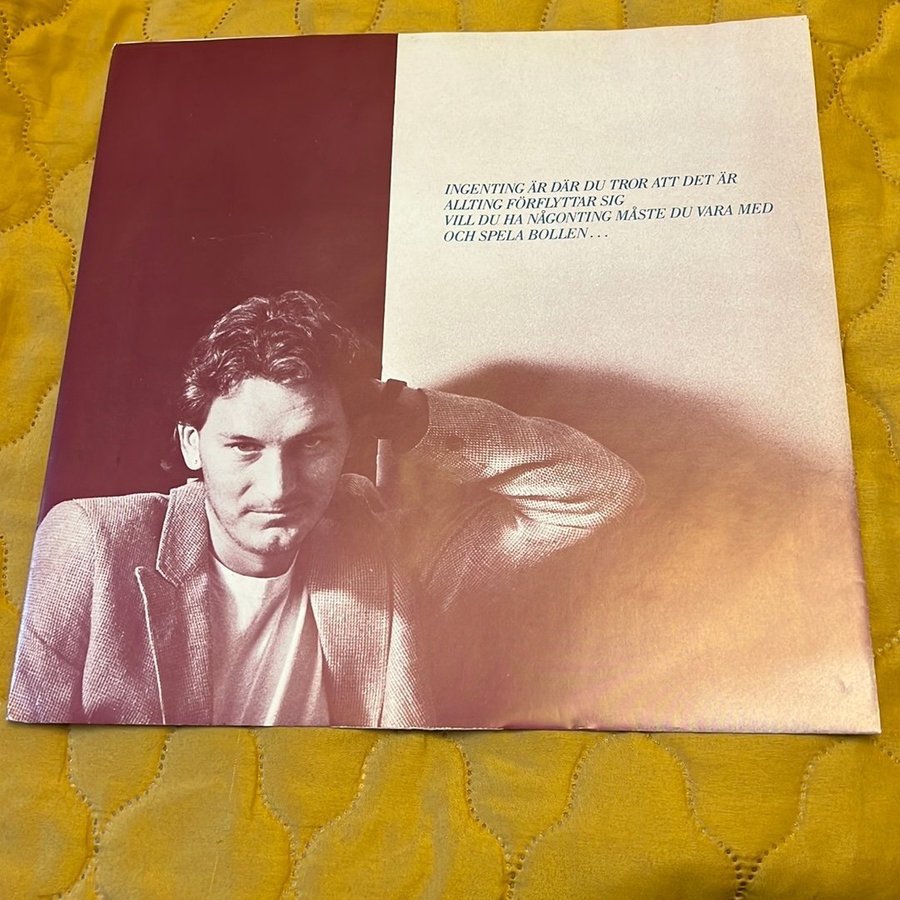 INGENTING ÄR DÄR DU TROR ATT DET ÄR
ALLTING FÖRFLYTTAR SIG
VILL DU HA NÅGONTING MÅSTE DU VARA MED
OCH SPELA BOLLEN...